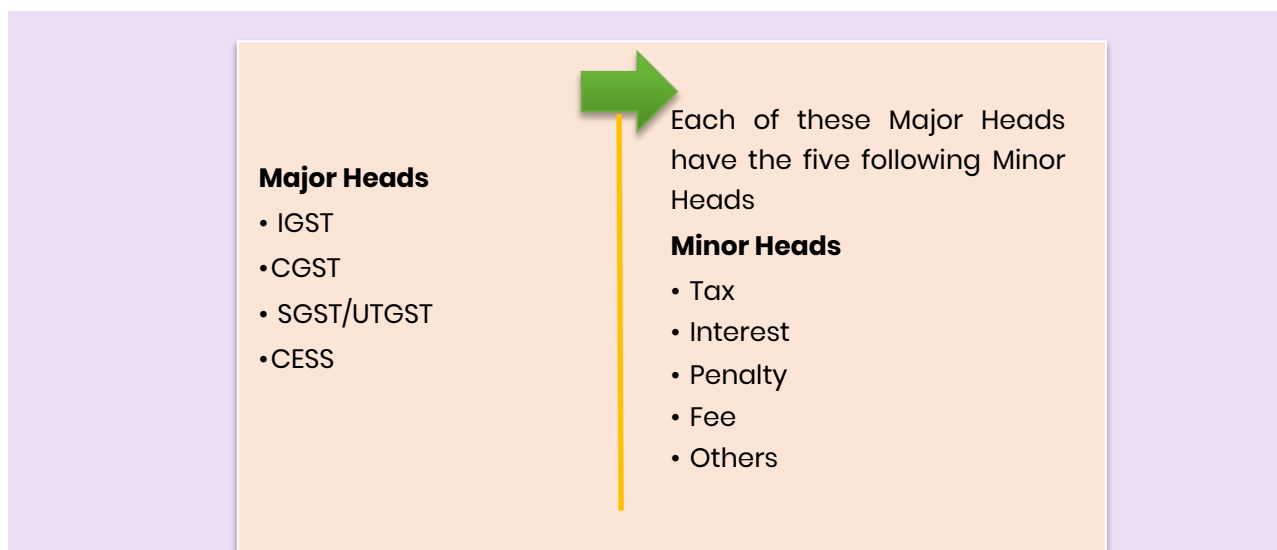 Major Heads
• IGST
•CGST
• SGST/UTGST
•CESS
Each of these Major Heads
have the five following Minor
Heads
Minor Heads
• Tax
• Interest
• Penalty
• Fee
• Others